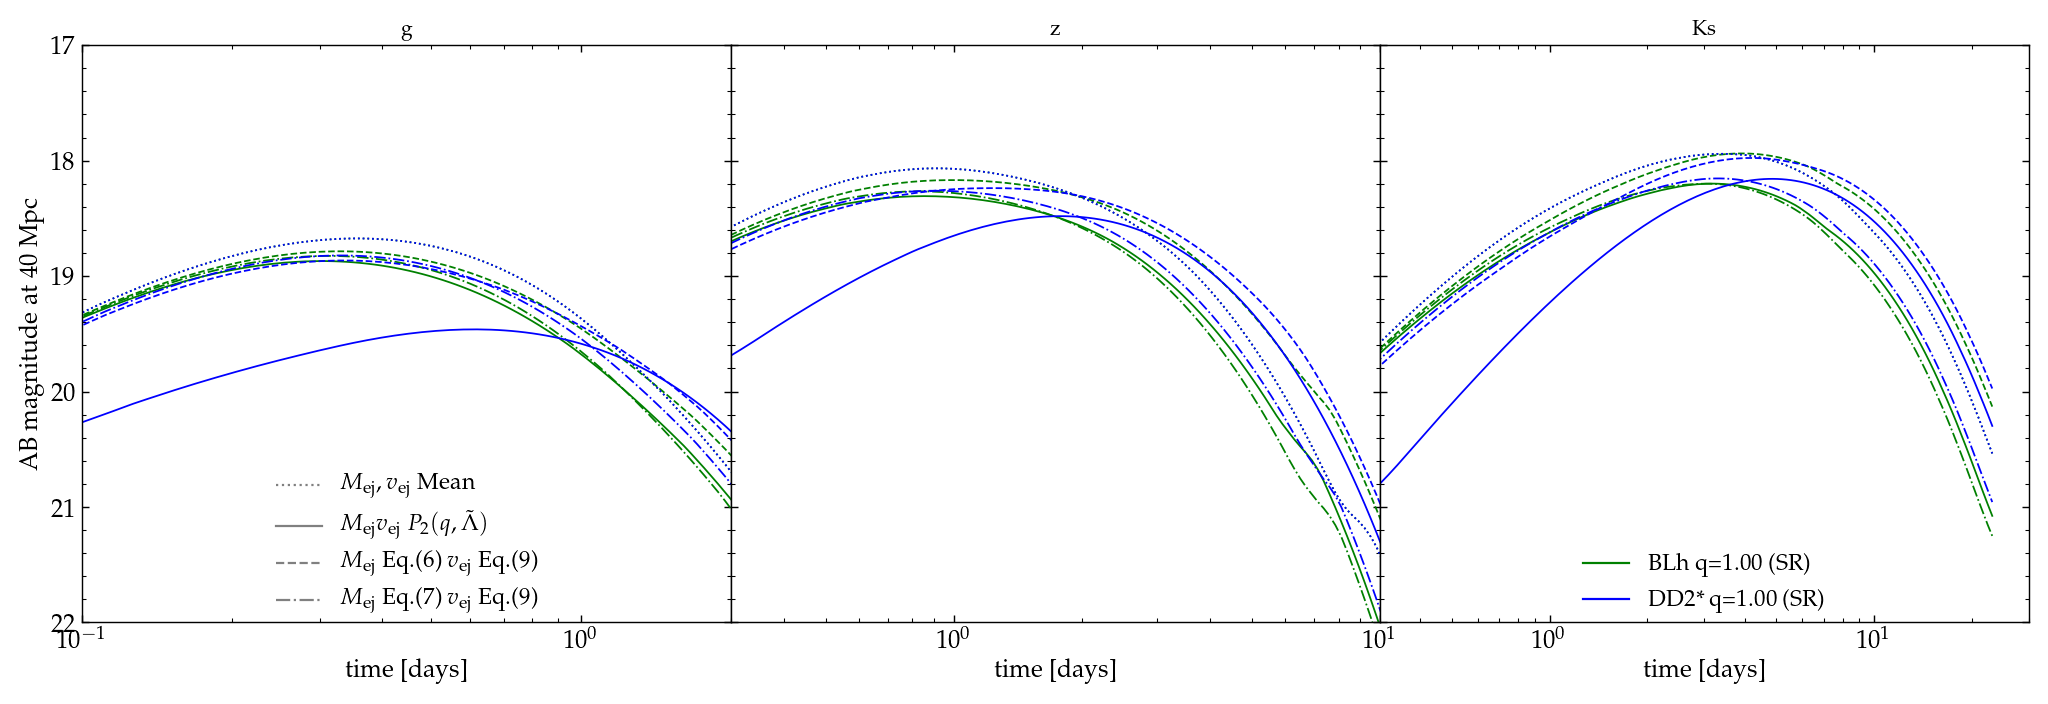 g
z
Ks
AB magnitude at 40 Mpc
17
18
19
20
21
22
M_ej, v_ej Mean
M_ejv_ej P_2(q, Λ̃)
M_ej Eq.(6) v_ej Eq.(9)
M_ej Eq.(7) v_ej Eq.(9)
BLh q=1.00 (SR)
DD2* q=1.00 (SR)
10^−1
10^0
10^0
10^1
10^0
10^1
time [days]
time [days]
time [days]